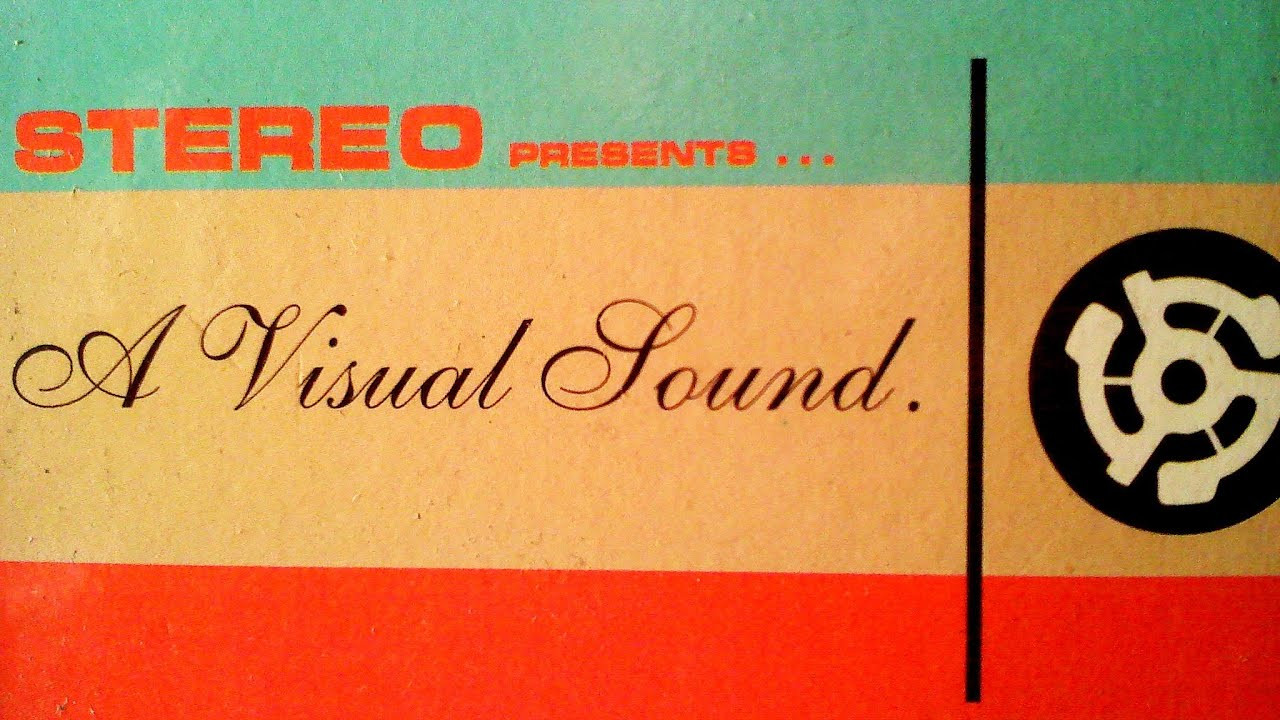 STEREO PRESENTS ...
A Visual Sound.